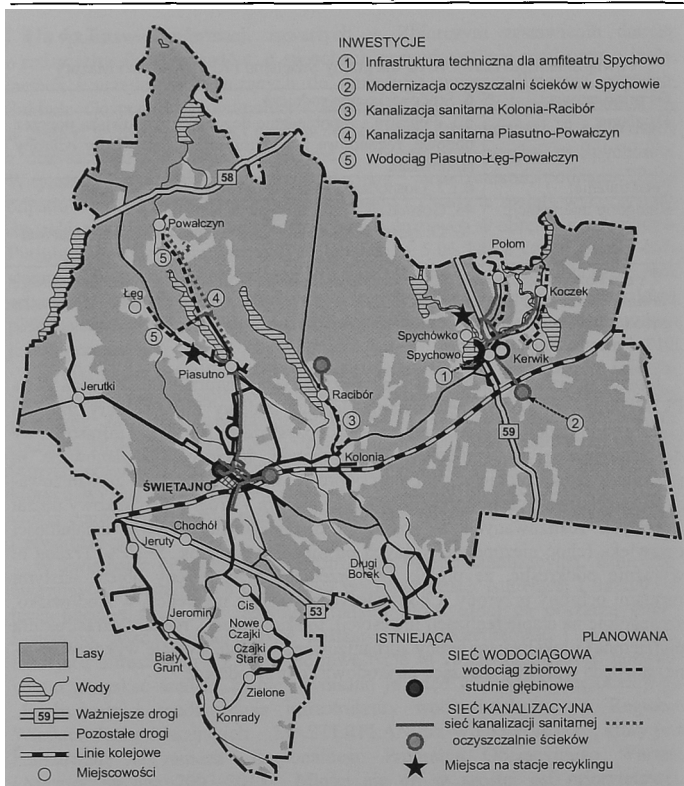 INWESTYCJE
1 Infrastruktura techniczna dla amfiteatru Spychowo
2 Modernizacja oczyszczalni ścieków w Spychowie
3 Kanalizacja sanitarna Kolonia-Racibór
4 Kanalizacja sanitarna Piasutno-Powałczyn
5 Wodociąg Piasutno-Łęg-Powałczyn
58
Powałczyn
5
Łęg
4
5
Piasutno
Jerutki
Połom
Koczek
Spychówko
Spychowo
Kerwik
1
2
59
Racibór
3
Kolonia
ŚWIĘTAJNO
Chochół
Jeruty
Długi
Borek
53
Cis
Jeromin
Nowe
Czajki
Biały
Grunt
Czajki
Stare
Zielone
Konrady
Lasy
Wody
59 Ważniejsze drogi
Pozostałe drogi
Linie kolejowe
Miejscowości
ISTNIEJĄCA PLANOWANA
SIEĆ WODOCIĄGOWA
wodociąg zbiorowy
studnie głębinowe
SIEĆ KANALIZACYJNA
sieć kanalizacji sanitarnej
oczyszczalnie ścieków
Miejsca na stacje recyklingu